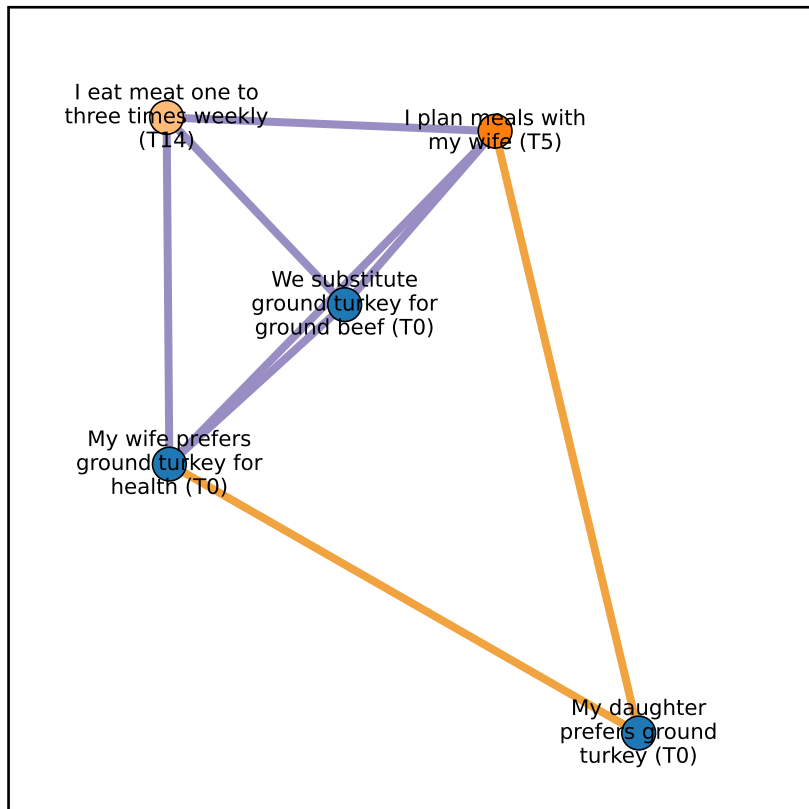 I eat meat one to
three times weekly
(T14)
I plan meals with
my wife (T5)
We substitute
ground turkey for
ground beef (T0)
My wife prefers
ground turkey for
health (T0)
My daughter
prefers ground
turkey (T0)